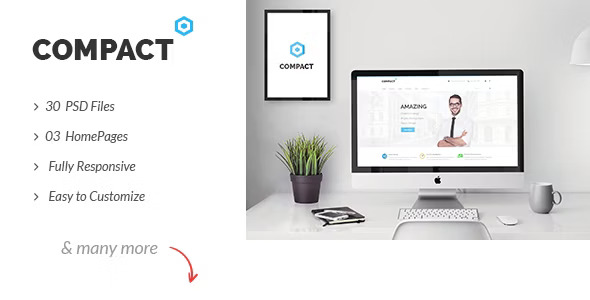 COMPACT
30 PSD Files
03 HomePages
Fully Responsive
Easy to Customize
& many more
COMPACT
AMAZING